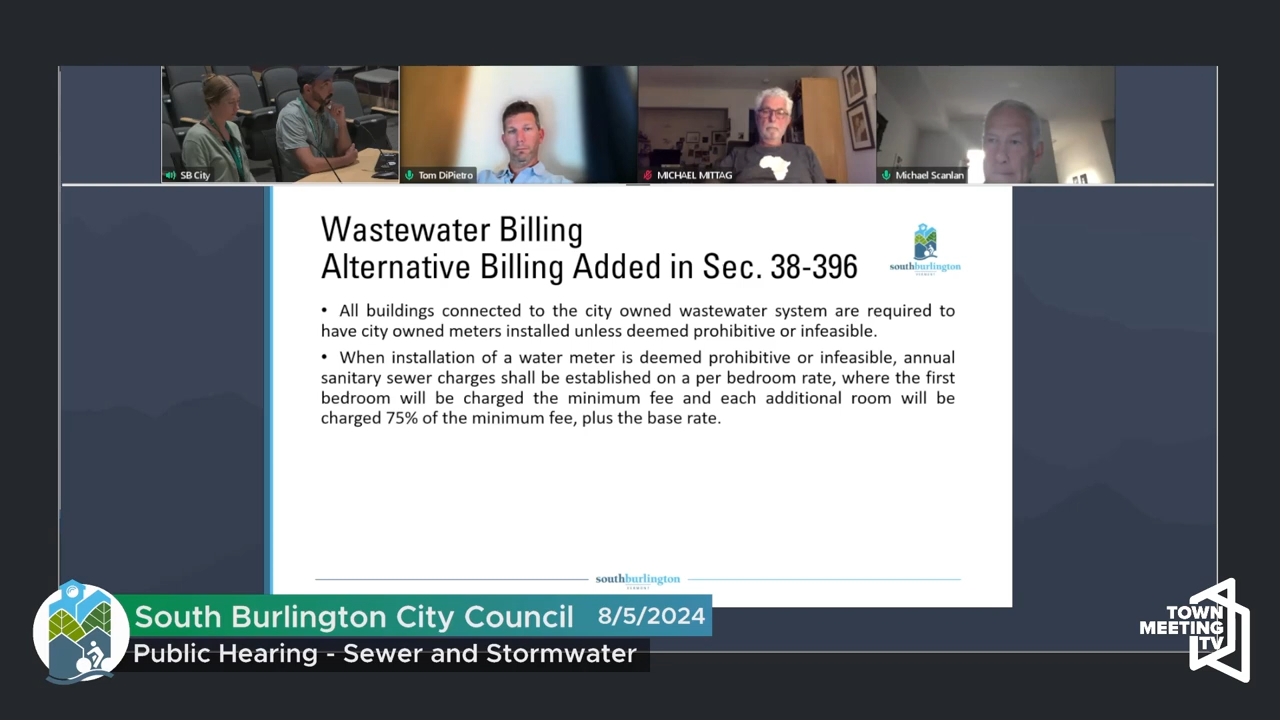 SB City
Tom DiPietro
MICHAEL MITTAG
Michael Scanlan
Wastewater Billing
Alternative Billing Added in Sec. 38-396
southburlington
VERMONT
• All buildings connected to the city owned wastewater system are required to
have city owned meters installed unless deemed prohibitive or infeasible.
• When installation of a water meter is deemed prohibitive or infeasible, annual
sanitary sewer charges shall be established on a per bedroom rate, where the first
bedroom will be charged the minimum fee and each additional room will be
charged 75% of the minimum fee, plus the base rate.
southburlington
VERMONT
South Burlington City Council 8/5/2024
Public Hearing - Sewer and Stormwater
TOWN
MEETING
TV